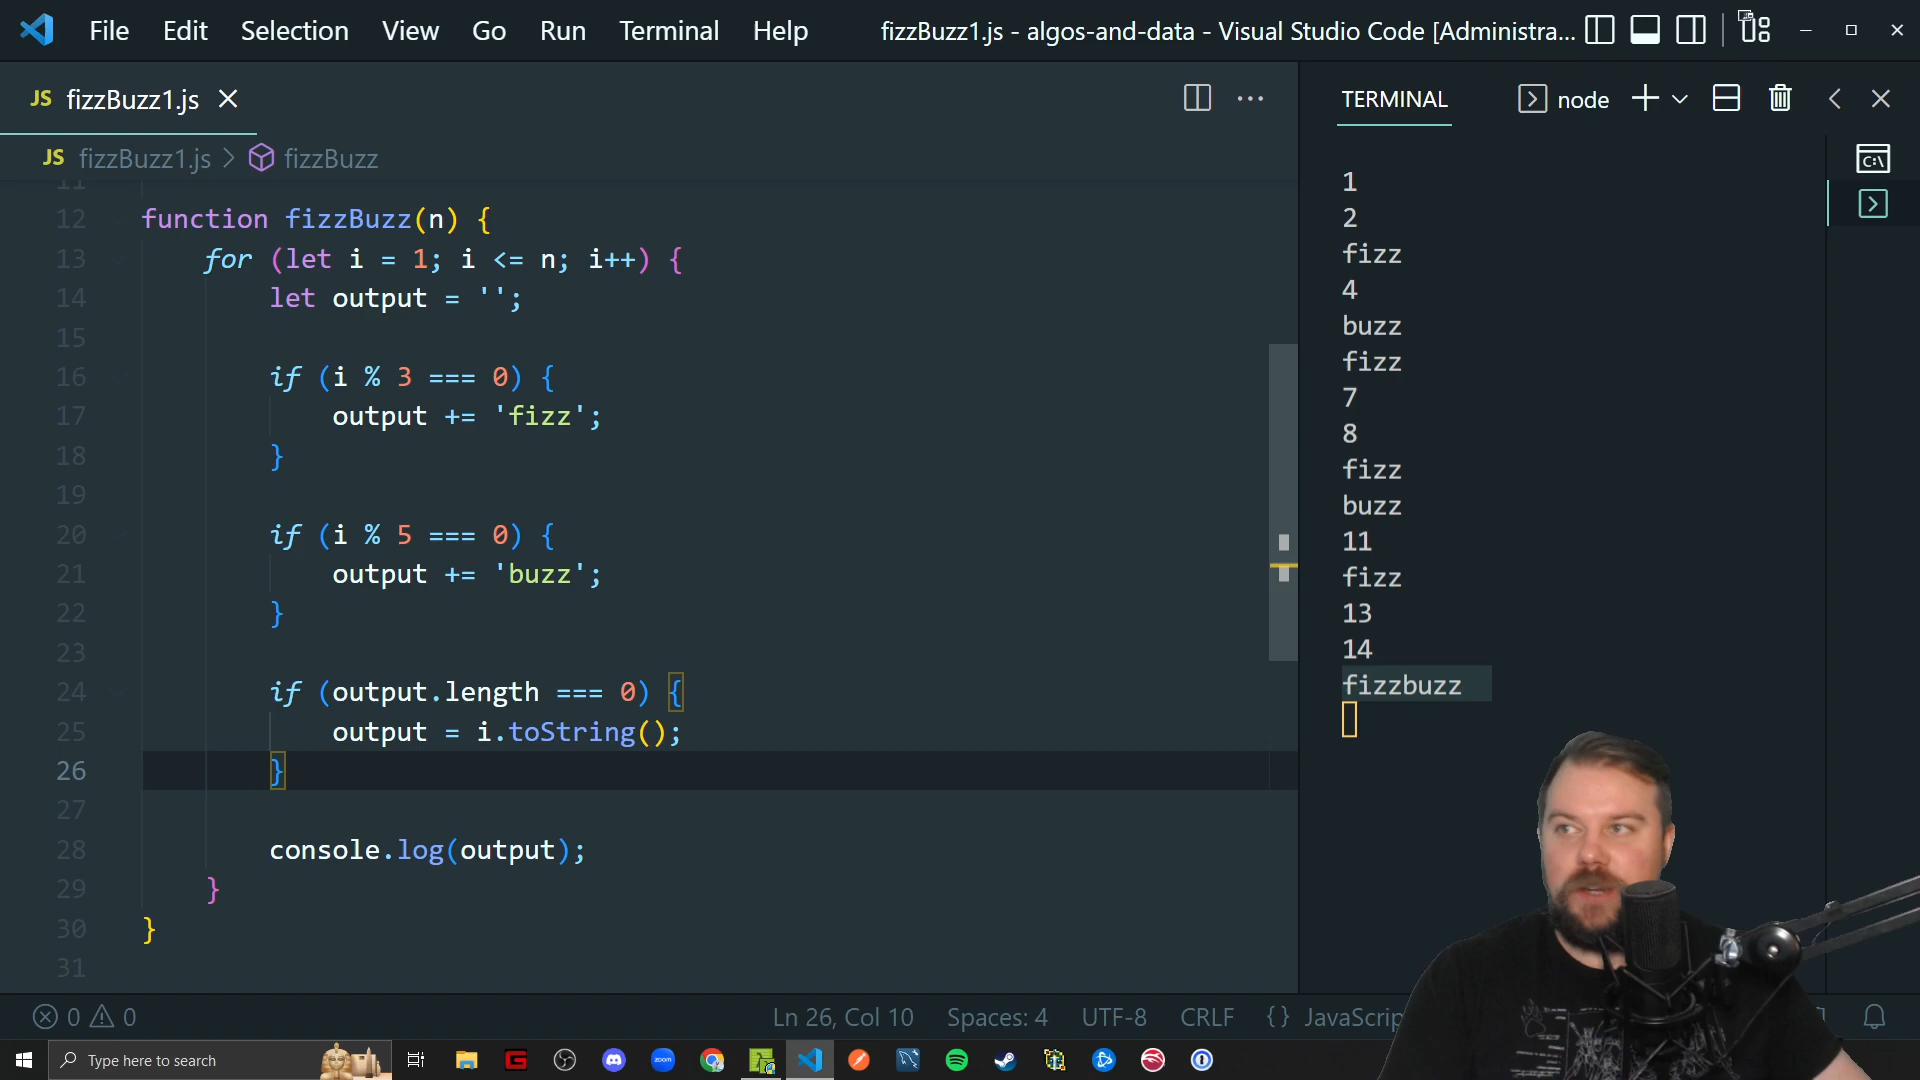 File Edit Selection View Go Run Terminal Help fizzBuzz1.js - algos-and-data - Visual Studio Code [Administra...
JS fizzBuzz1.js
JS fizzBuzz1.js > fizzBuzz
11
12 function fizzBuzz(n) {
13 for (let i = 1; i <= n; i++) {
14 let output = '';
15
16 if (i % 3 === 0) {
17 output += 'fizz';
18 }
19
20 if (i % 5 === 0) {
21 output += 'buzz';
22 }
23
24 if (output.length === 0) {
25 output = i.toString();
26 }
27
28 console.log(output);
29 }
30 }
31
TERMINAL node
C:\
1
2
fizz
4
buzz
fizz
7
8
fizz
buzz
11
fizz
13
14
fizzbuzz
0 0 Ln 26, Col 10 Spaces: 4 UTF-8 CRLF {} JavaScrip
Type here to search
zoom